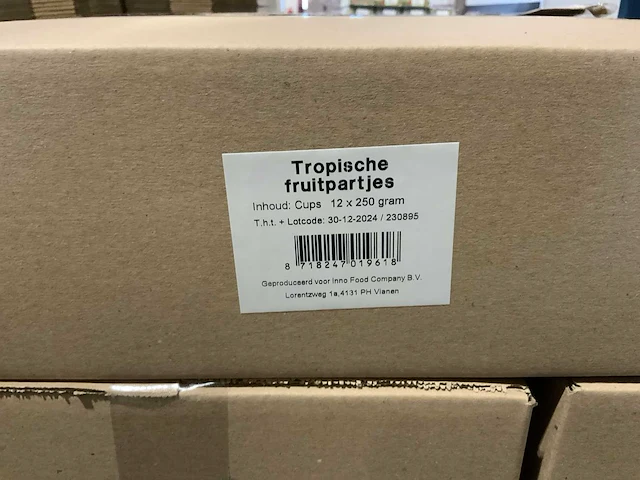 Tropische
fruitpartjes
Inhoud: Cups 12 x 250 gram
T.h.t. + Lotcode: 30-12-2024 / 230895
8 718247 019618
Geproduceerd voor Inno Food Company B.V.
Lorentzweg 1a,4131 PH Vianen